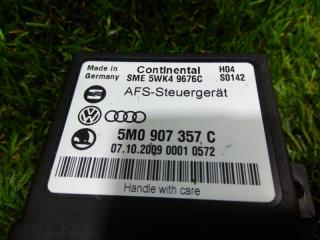 Made in Continental H04
Germany SME 5WK4 9676C S0142
AFS-Steuergerät
5M0 907 357 C
07.10.2009 0001 0572
Handle with care